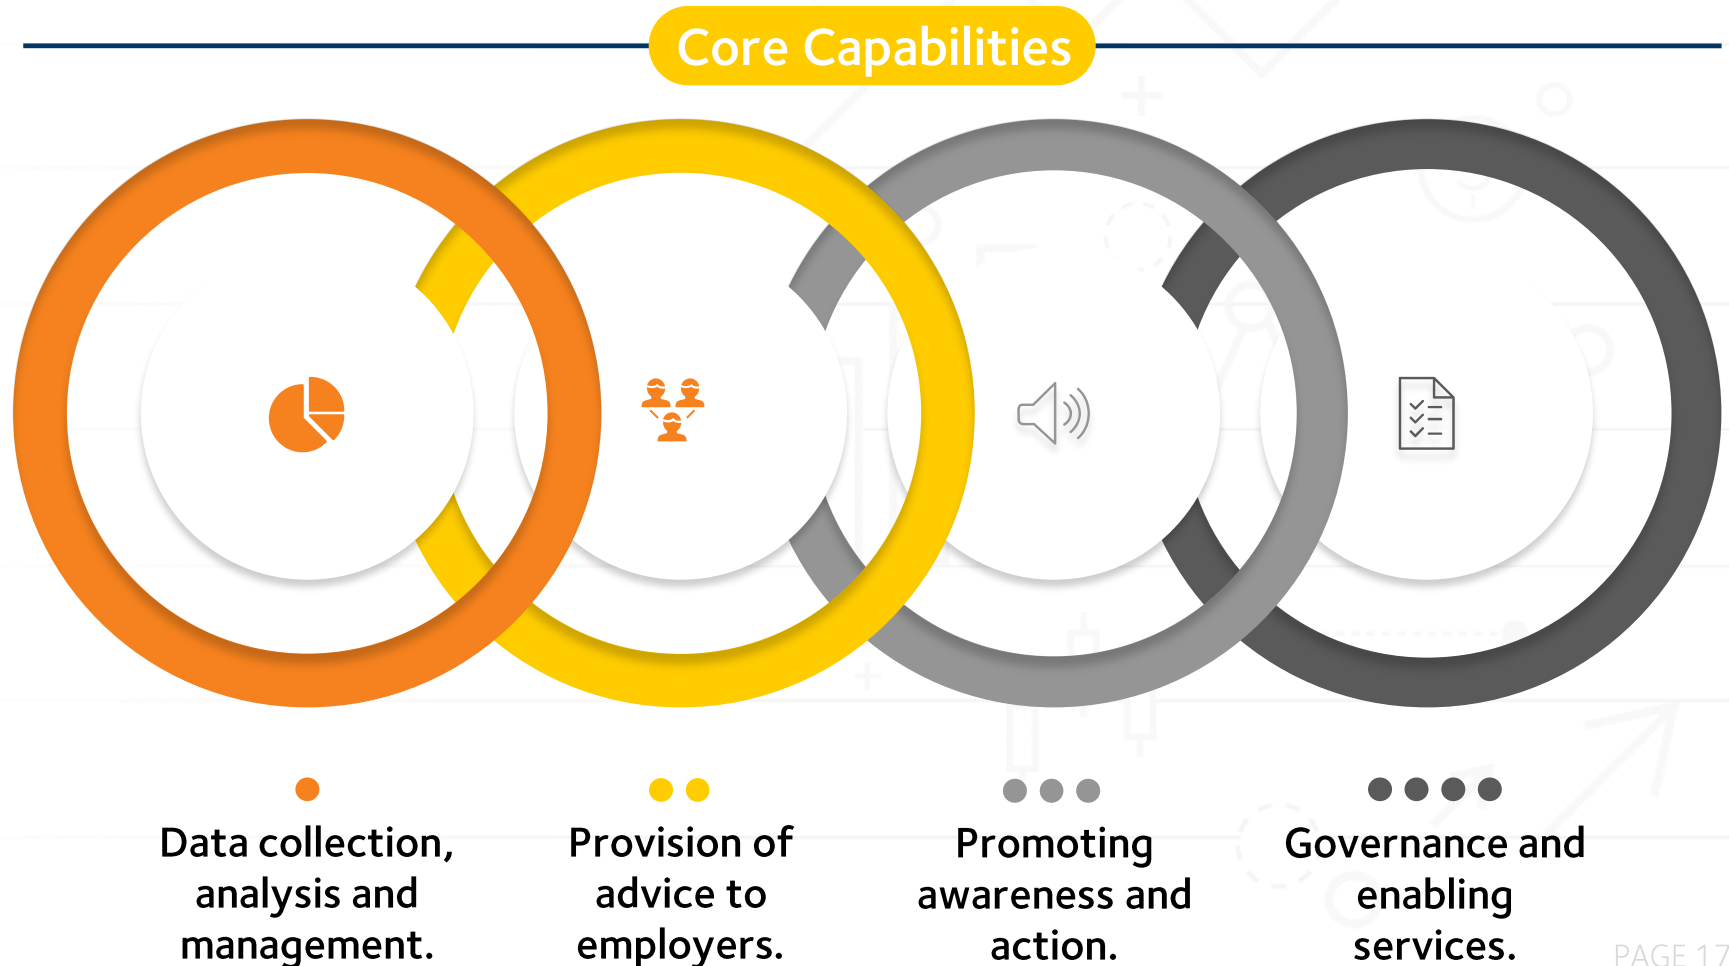 Core Capabilities
Data collection,
analysis and
management.
Provision of
advice to
employers.
Promoting
awareness and
action.
Governance and
enabling
services.
PAGE 17